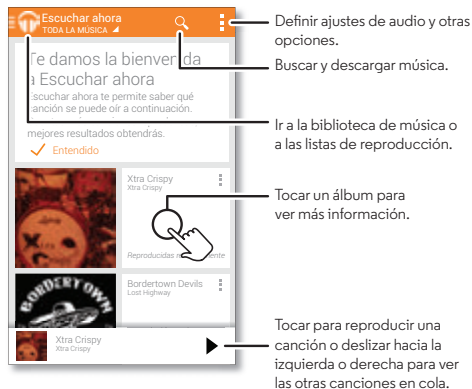 Escuchar ahora
TODA LA MÚSICA
Te damos la bienvenida
a Escuchar ahora
Escuchar ahora te permite saber qué
canción se puede oír a continuación.
mejores resultados obtendrás.
Entendido
Xtra Crispy
Xtra Crispy
Reproducidas
Bordertown Devils
Lost Highway
BORDERTOWN
Xtra Crispy
Xtra Crispy
Definir ajustes de audio y otras
opciones.
Buscar y descargar música.
Ir a la biblioteca de música o
a las listas de reproducción.
Tocar un álbum para
ver más información.
Tocar para reproducir una
canción o deslizar hacia la
izquierda o derecha para ver
las otras canciones en cola.